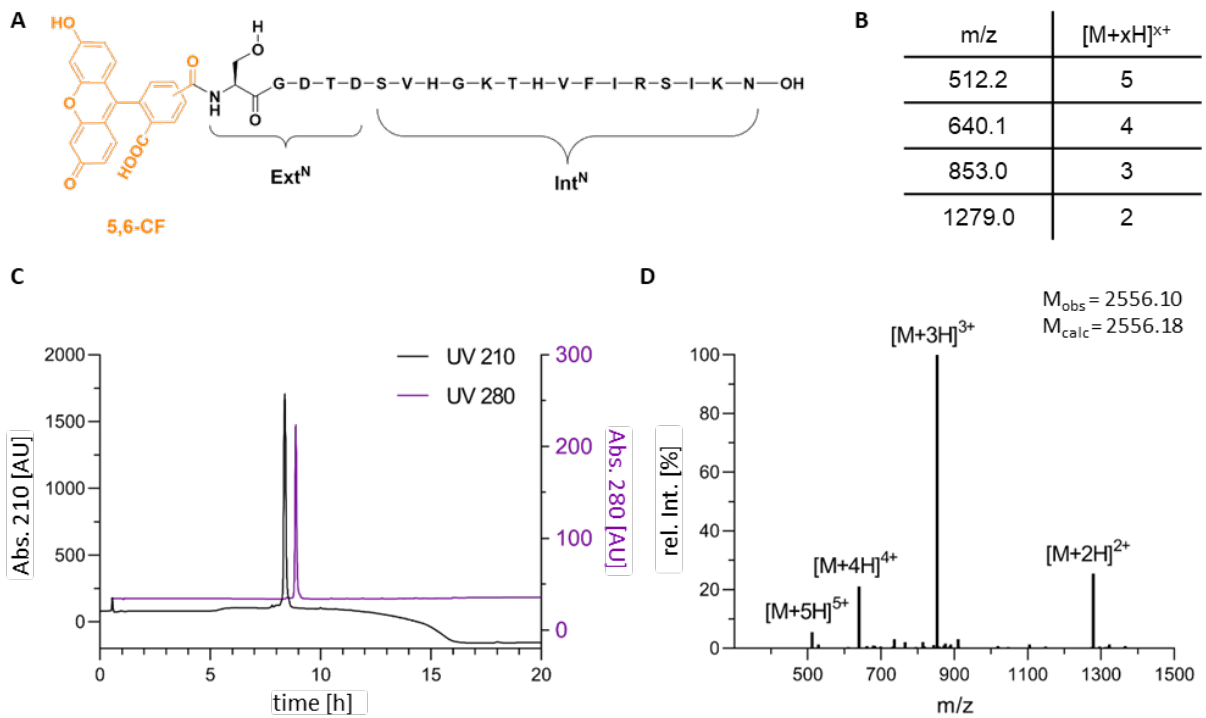 A
HO
O
O
COOH
O
N
H
H
O
O
G D T D S V H G K T H V F I R S I K N OH
Ext^N
Int^N
5,6-CF
B
m/z [M+xH]^x+
512.2 5
640.1 4
853.0 3
1279.0 2
C
2000
1500
1000
500
0
Abs. 210 [AU]
UV 210
UV 280
300
200
100
0
Abs. 280 [AU]
0 5 10 15 20
time [h]
D
M_obs = 2556.10
M_calc = 2556.18
100
80
60
40
20
0
rel. Int. [%]
[M+3H]^3+
[M+4H]^4+
[M+5H]^5+
[M+2H]^2+
500 700 900 1100 1300 1500
m/z